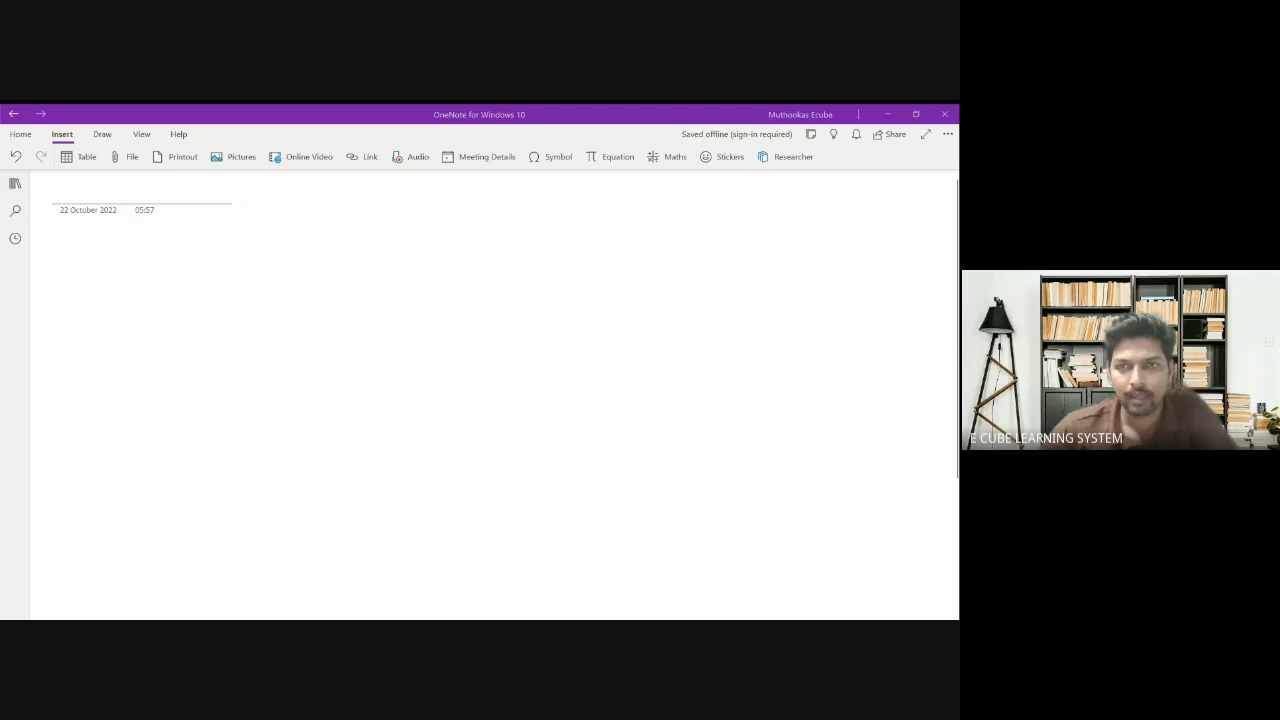 OneNote for Windows 10
Muthookas Ecube
Home Insert Draw View Help
Saved offline (sign-in required)
Share
Table File Printout Pictures Online Video Link Audio Meeting Details Symbol Equation Maths Stickers Researcher
22 October 2022 05:57
E CUBE LEARNING SYSTEM